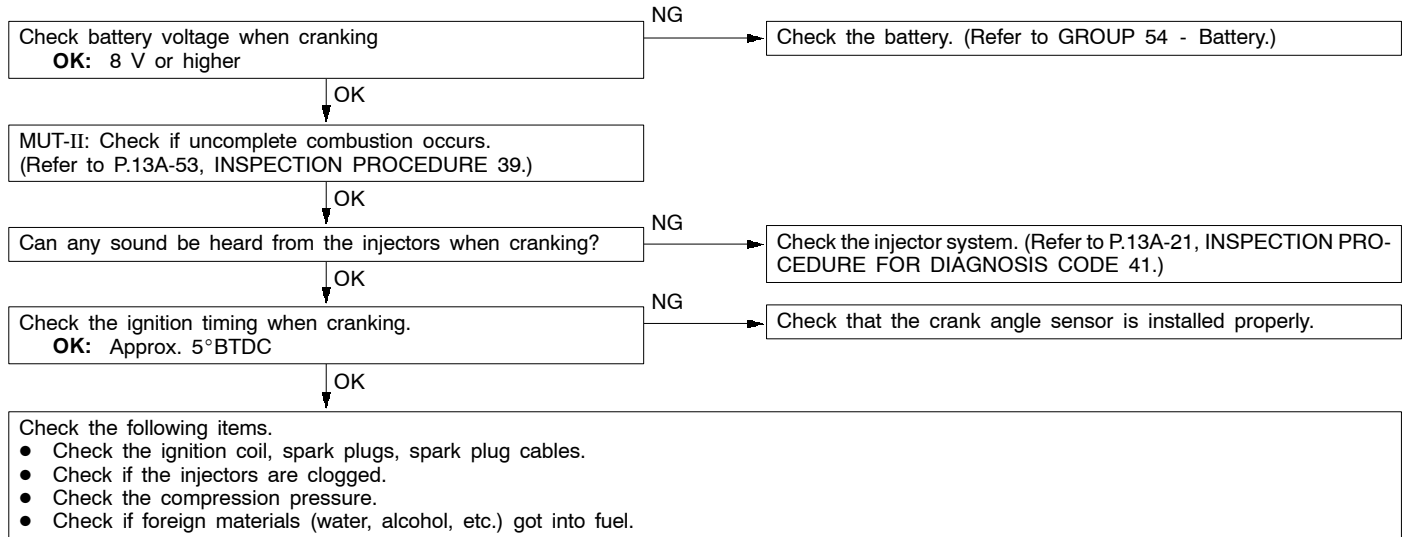 NG
Check battery voltage when cranking
OK: 8 V or higher
Check the battery. (Refer to GROUP 54 - Battery.)
OK
MUT-II: Check if uncomplete combustion occurs.
(Refer to P.13A-53, INSPECTION PROCEDURE 39.)
OK
NG
Can any sound be heard from the injectors when cranking?
Check the injector system. (Refer to P.13A-21, INSPECTION PRO-
CEDURE FOR DIAGNOSIS CODE 41.)
OK
NG
Check the ignition timing when cranking.
OK: Approx. 5°BTDC
Check that the crank angle sensor is installed properly.
OK
Check the following items.
● Check the ignition coil, spark plugs, spark plug cables.
● Check if the injectors are clogged.
● Check the compression pressure.
● Check if foreign materials (water, alcohol, etc.) got into fuel.